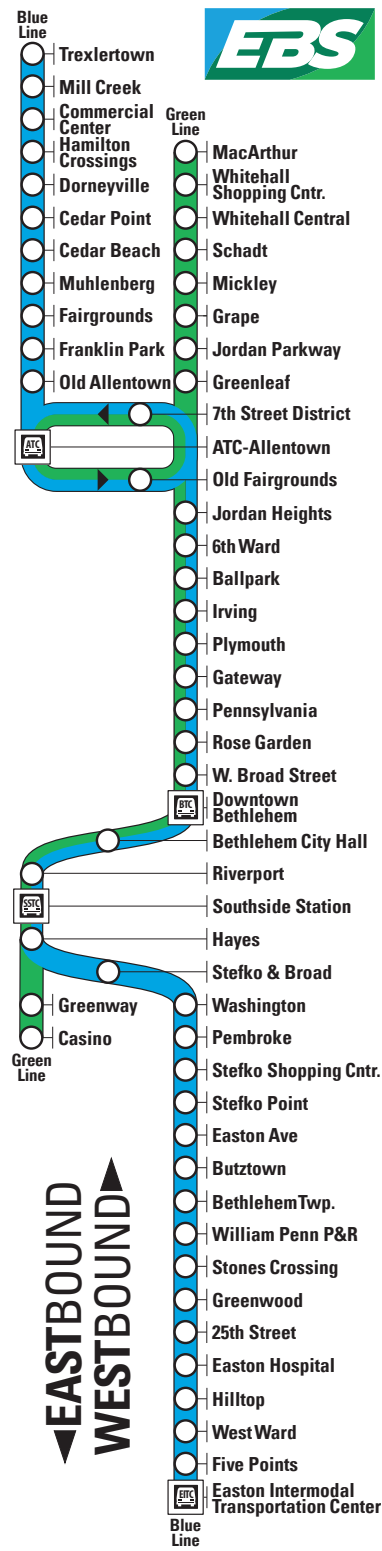 Blue
Line
EBS
Trexlertown
Mill Creek
Commercial
Center
Hamilton
Crossings
Dorneyville
Cedar Point
Cedar Beach
Muhlenberg
Fairgrounds
Franklin Park
Old Allentown
Green
Line
MacArthur
Whitehall
Shopping Cntr.
Whitehall Central
Schadt
Mickley
Grape
Jordan Parkway
Greenleaf
7th Street District
ATC
ATC-Allentown
Old Fairgrounds
Jordan Heights
6th Ward
Ballpark
Irving
Plymouth
Gateway
Pennsylvania
Rose Garden
W. Broad Street
BTC
Downtown
Bethlehem
Bethlehem City Hall
Riverport
SSTC
Southside Station
Hayes
Stefko & Broad
Greenway
Casino
Green
Line
Washington
Pembroke
Stefko Shopping Cntr.
Stefko Point
Easton Ave
Butztown
Bethlehem Twp.
William Penn P&R
Stones Crossing
Greenwood
25th Street
Easton Hospital
Hilltop
West Ward
Five Points
EITC
Easton Intermodal
Transportation Center
Blue
Line
EASTBOUND
WESTBOUND